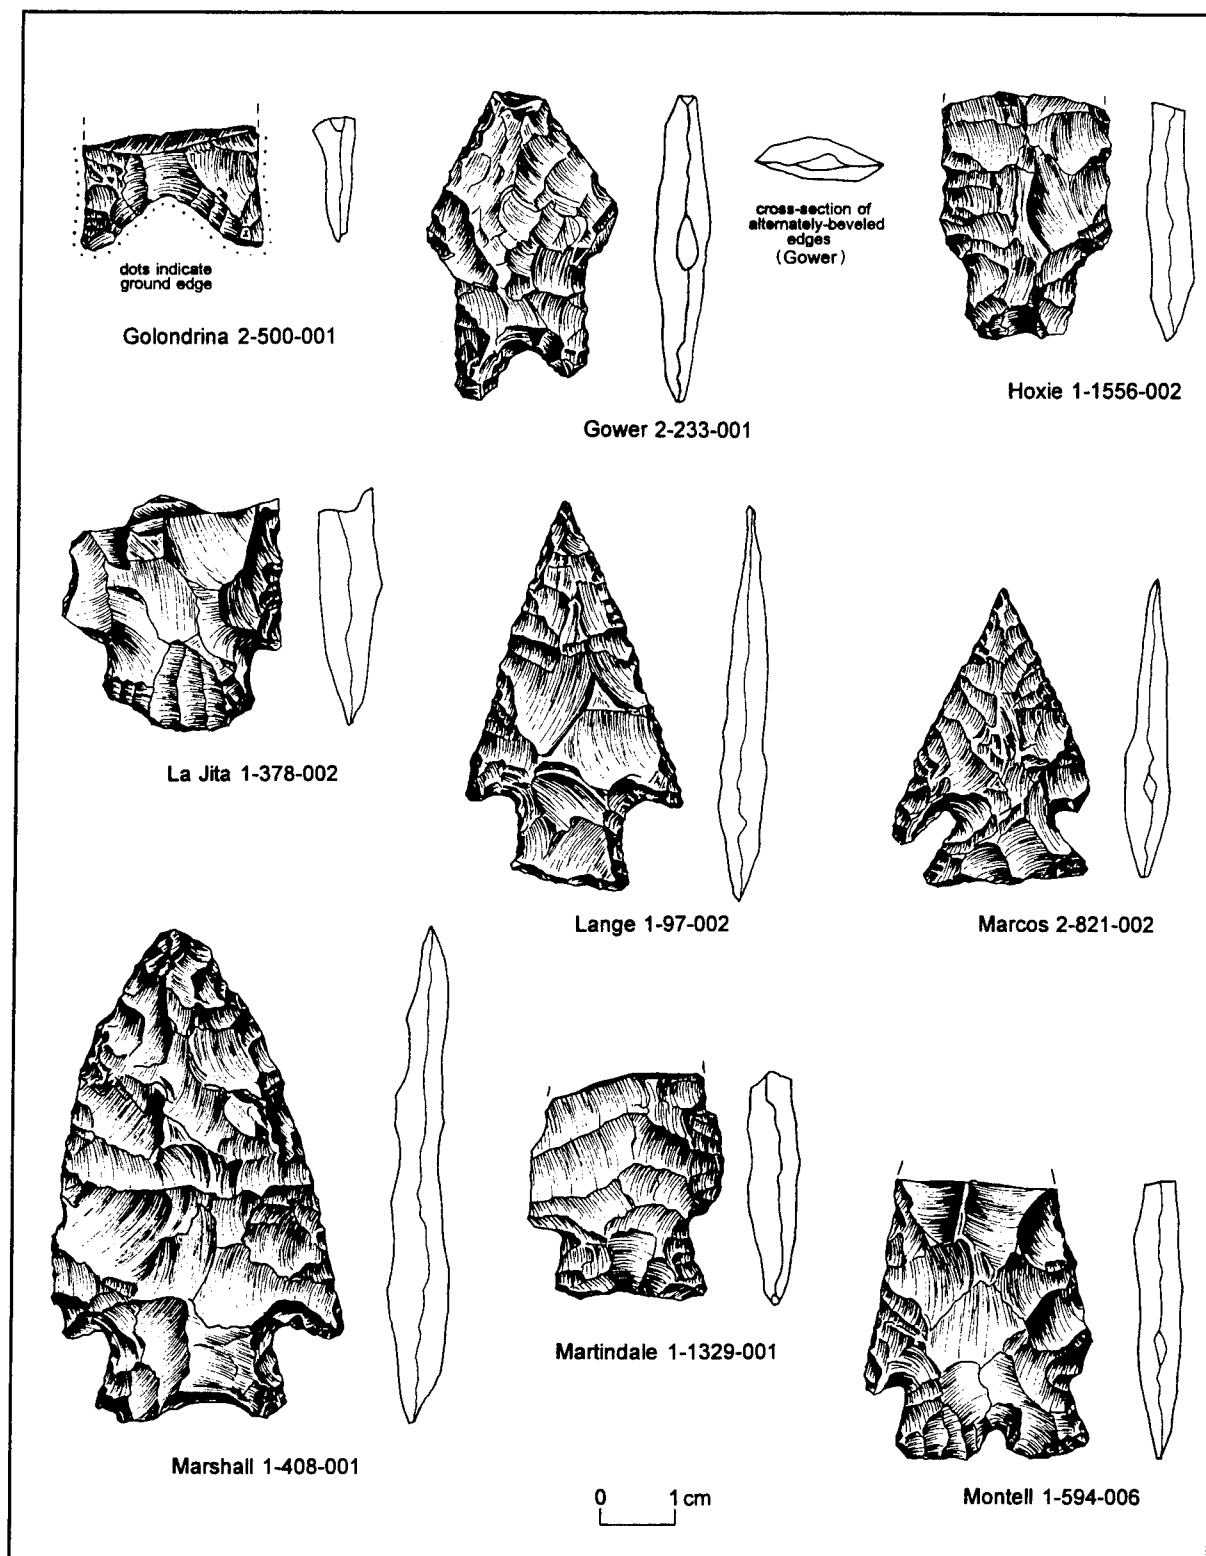 dots indicate
ground edge
Golondrina 2-500-001
cross-section of
alternately-beveled
edges
(Gower)
Gower 2-233-001
Hoxie 1-1556-002
La Jita 1-378-002
Lange 1-97-002
Marcos 2-821-002
Marshall 1-408-001
Martindale 1-1329-001
Montell 1-594-006
0 1 cm